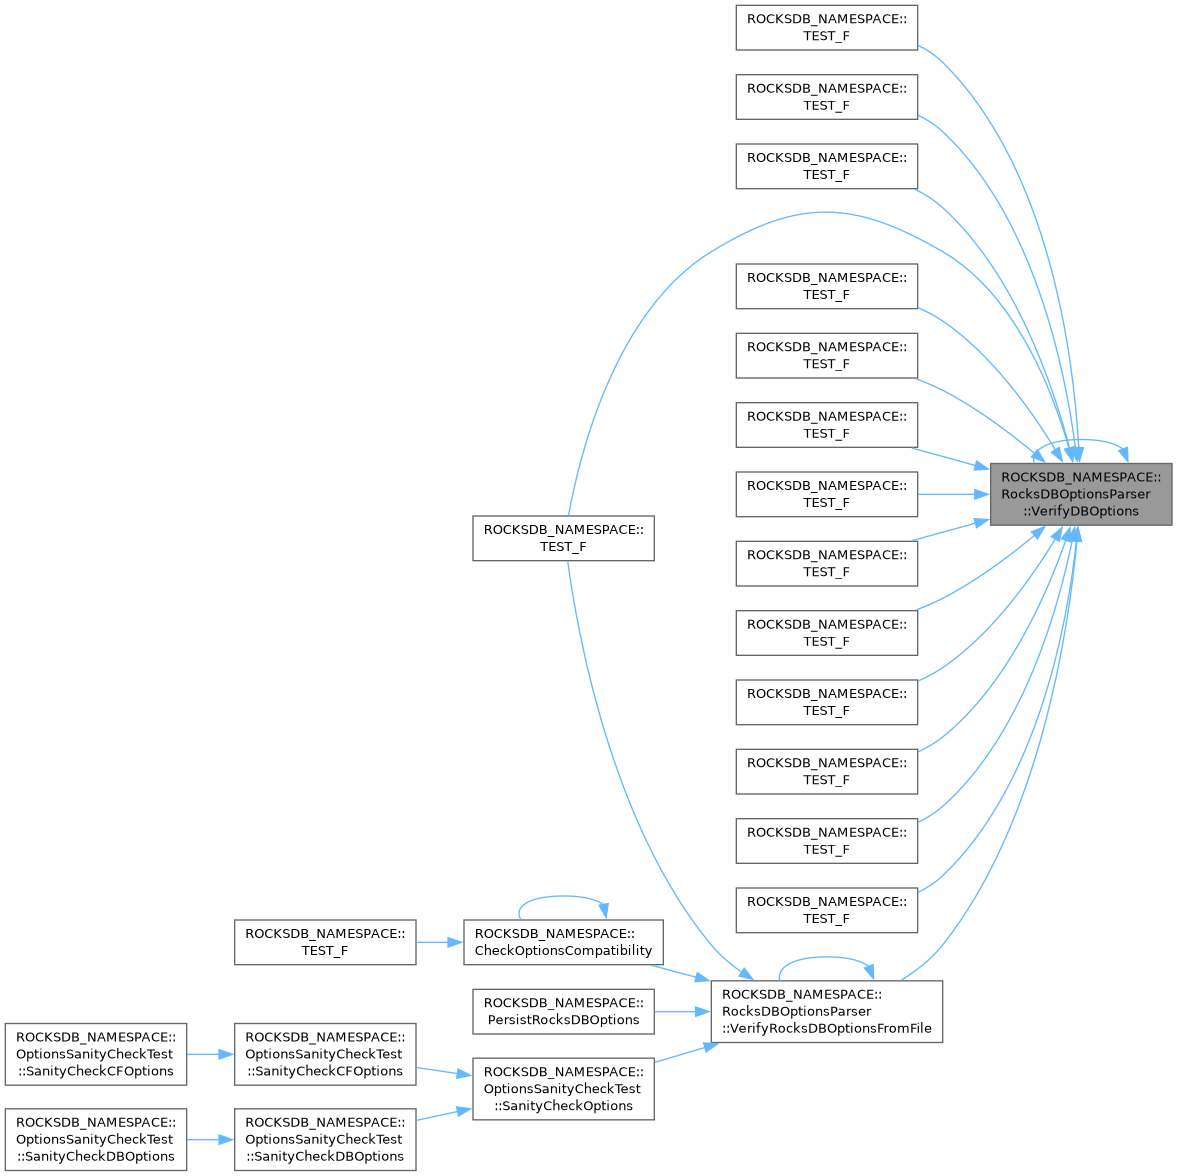 ROCKSDB_NAMESPACE::
TEST_F
ROCKSDB_NAMESPACE::
TEST_F
ROCKSDB_NAMESPACE::
TEST_F
ROCKSDB_NAMESPACE::
TEST_F
ROCKSDB_NAMESPACE::
TEST_F
ROCKSDB_NAMESPACE::
TEST_F
ROCKSDB_NAMESPACE::
RocksDBOptionsParser
::VerifyDBOptions
ROCKSDB_NAMESPACE::
TEST_F
ROCKSDB_NAMESPACE::
TEST_F
ROCKSDB_NAMESPACE::
TEST_F
ROCKSDB_NAMESPACE::
TEST_F
ROCKSDB_NAMESPACE::
TEST_F
ROCKSDB_NAMESPACE::
TEST_F
ROCKSDB_NAMESPACE::
TEST_F
ROCKSDB_NAMESPACE::
TEST_F
ROCKSDB_NAMESPACE::
TEST_F
ROCKSDB_NAMESPACE::
CheckOptionsCompatibility
ROCKSDB_NAMESPACE::
RocksDBOptionsParser
::VerifyRocksDBOptionsFromFile
ROCKSDB_NAMESPACE::
PersistRocksDBOptions
ROCKSDB_NAMESPACE::
OptionsSanityCheckTest
::SanityCheckCFOptions
ROCKSDB_NAMESPACE::
OptionsSanityCheckTest
::SanityCheckCFOptions
ROCKSDB_NAMESPACE::
OptionsSanityCheckTest
::SanityCheckOptions
ROCKSDB_NAMESPACE::
OptionsSanityCheckTest
::SanityCheckDBOptions
ROCKSDB_NAMESPACE::
OptionsSanityCheckTest
::SanityCheckDBOptions